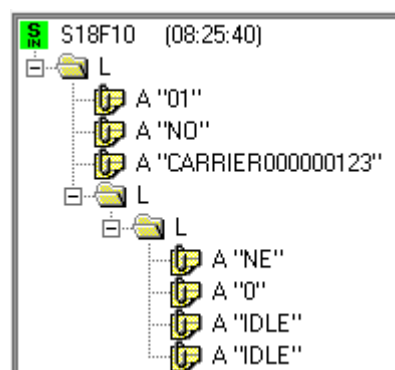 S IN S18F10 (08:25:40)
L
A "01"
A "NO"
A "CARRIER000000123"
L
L
A "NE"
A "0"
A "IDLE"
A "IDLE"